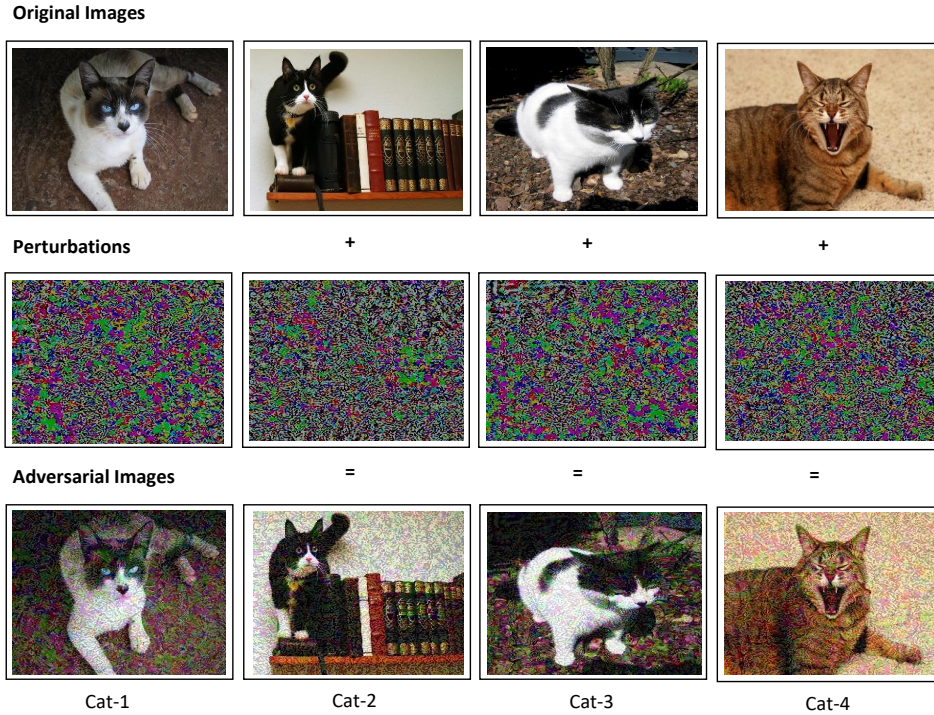 Original Images
Perturbations + + +
Adversarial Images = = =
Cat-1 Cat-2 Cat-3 Cat-4